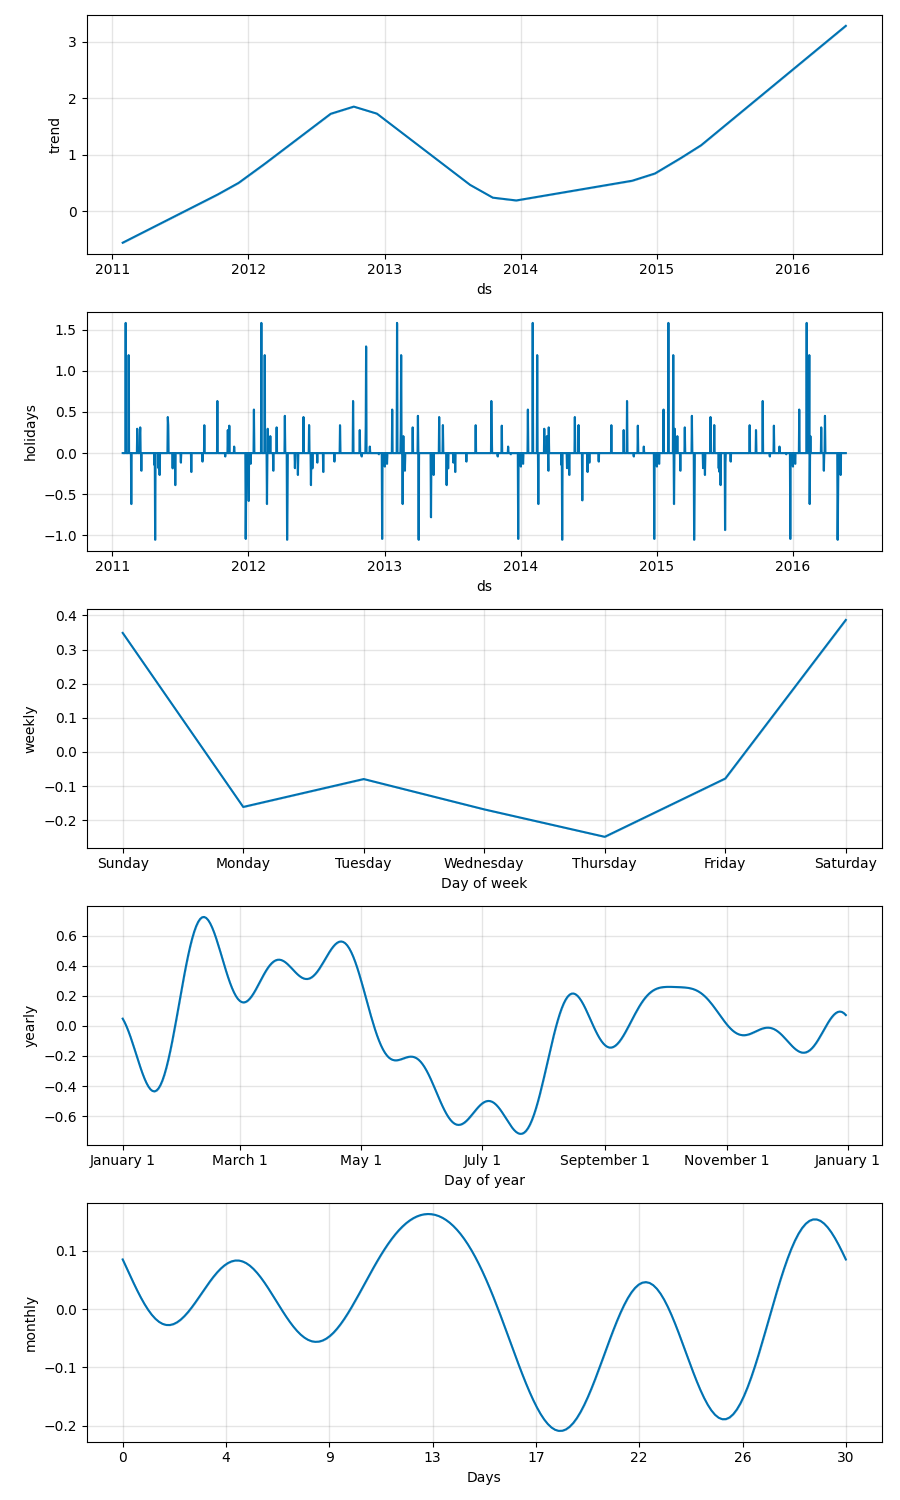 3
2
1
0
trend
2011 2012 2013 2014 2015 2016
ds
1.5
1.0
0.5
0.0
−0.5
−1.0
holidays
2011 2012 2013 2014 2015 2016
ds
0.4
0.3
0.2
0.1
0.0
−0.1
−0.2
weekly
Sunday Monday Tuesday Wednesday Thursday Friday Saturday
Day of week
0.6
0.4
0.2
0.0
−0.2
−0.4
−0.6
yearly
January 1 March 1 May 1 July 1 September 1 November 1 January 1
Day of year
0.1
0.0
−0.1
−0.2
monthly
0 4 9 13 17 22 26 30
Days